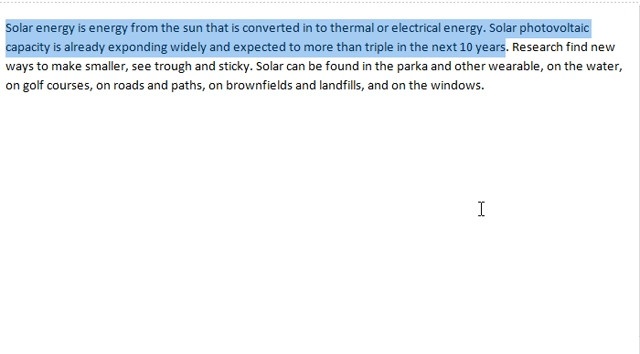 Solar energy is energy from the sun that is converted in to thermal or electrical energy. Solar photovoltaic
capacity is already exponding widely and expected to more than triple in the next 10 years. Research find new
ways to make smaller, see trough and sticky. Solar can be found in the parka and other wearable, on the water,
on golf courses, on roads and paths, on brownfields and landfills, and on the windows.